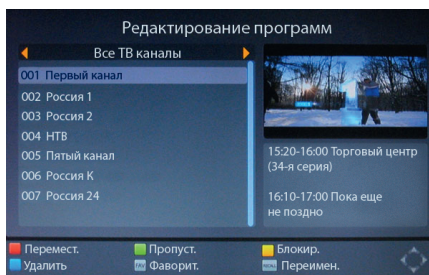 Редактирование программ
Все ТВ каналы
001 Первый канал
002 Россия 1
003 Россия 2
004 НТВ
005 Пятый канал
006 Россия К
007 Россия 24
15:20-16:00 Торговый центр
(34-я серия)
16:10-17:00 Пока еще
не поздно
Перемест.
Пропуст.
Блокир.
Удалить
FAV Фаворит.
MENU Переимен.